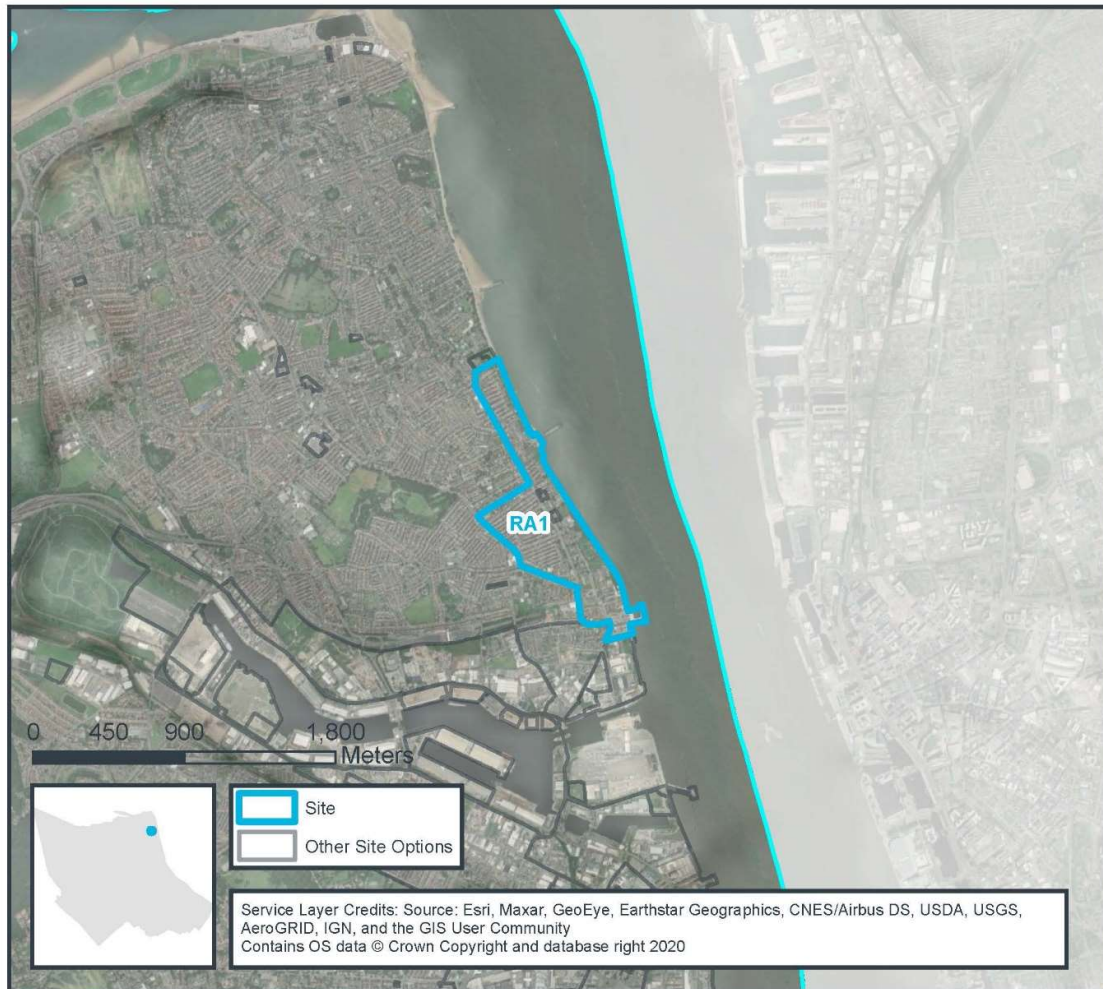 RA1
0 450 900 1,800
Meters
Site
Other Site Options
Service Layer Credits: Source: Esri, Maxar, GeoEye, Earthstar Geographics, CNES/Airbus DS, USDA, USGS,
AeroGRID, IGN, and the GIS User Community
Contains OS data © Crown Copyright and database right 2020